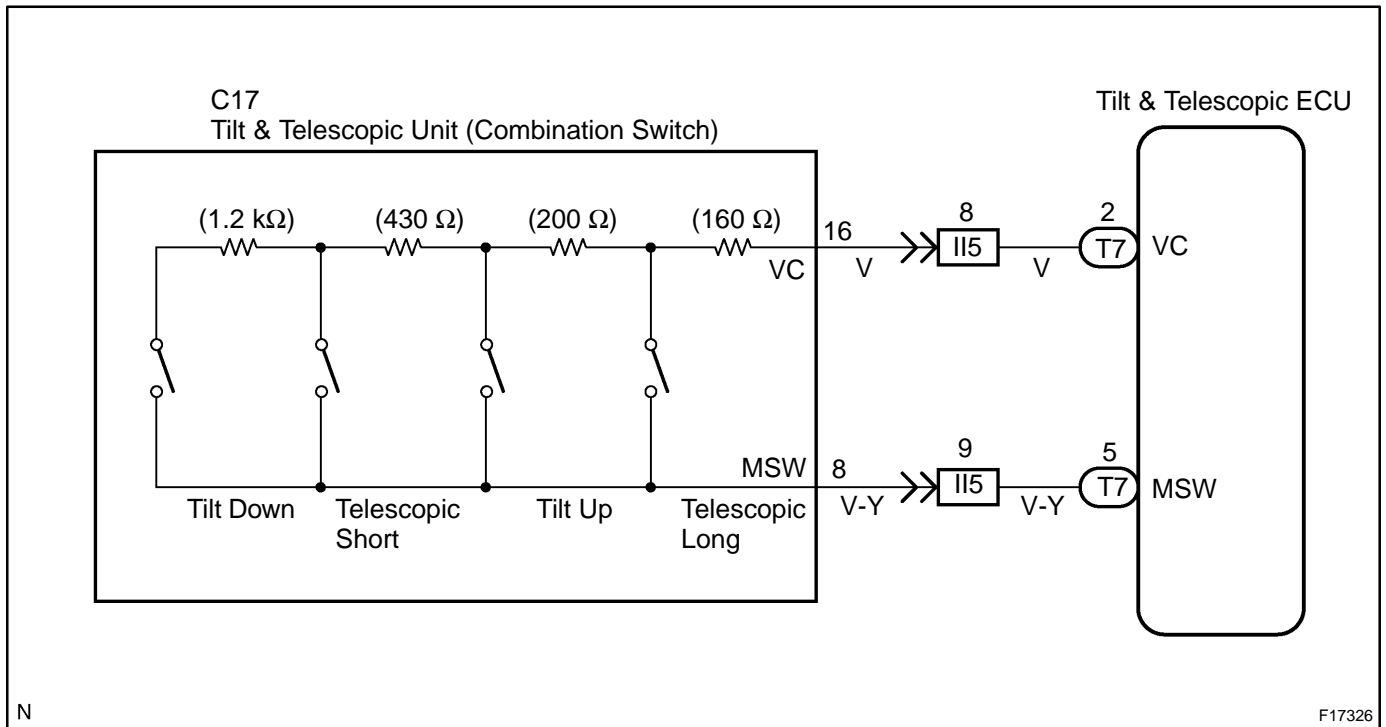 C17
Tilt & Telescopic Unit (Combination Switch)
Tilt & Telescopic ECU
(1.2 kΩ)
(430 Ω)
(200 Ω)
(160 Ω)
16
8
2
VC
V
II5
V
T7
VC
MSW
8
9
5
V-Y
II5
V-Y
T7
MSW
Tilt Down
Telescopic
Short
Tilt Up
Telescopic
Long
N
F17326